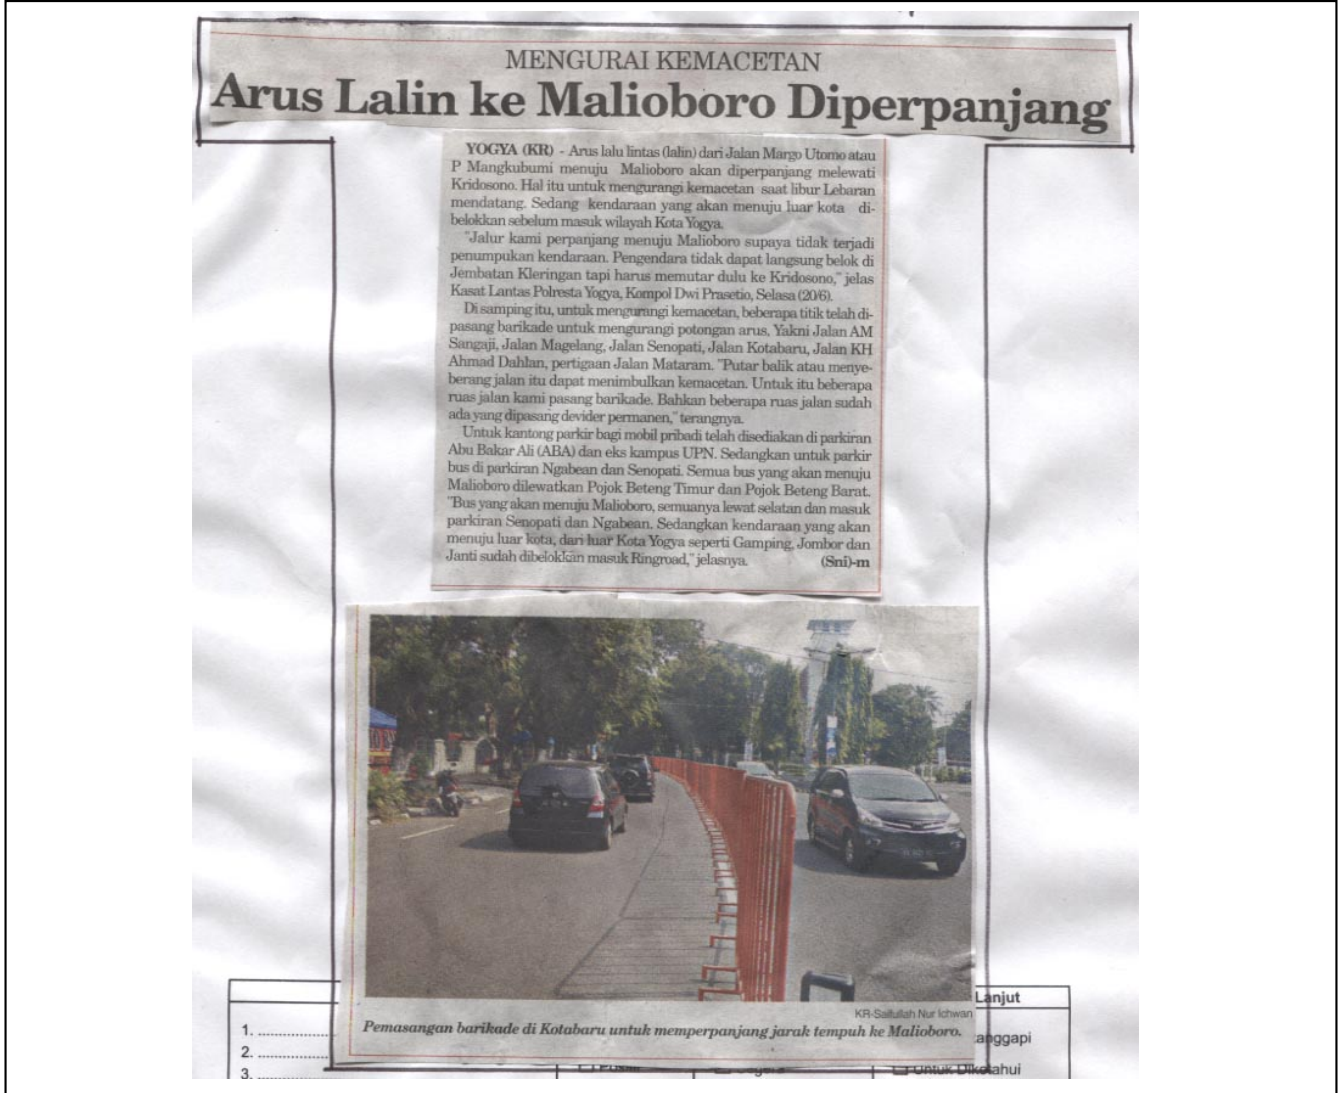 MENGURAI KEMACETAN
Arus Lalin ke Malioboro Diperpanjang
YOGYA (KR) - Arus lalu lintas (lalin) dari Jalan Margo Utomo atau
P Mangkubumi menuju Malioboro akan diperpanjang melewati
Kridosono. Hal itu untuk mengurangi kemacetan saat libur Lebaran
mendatang. Sedang kendaraan yang akan menuju luar kota di-
belokkan sebelum masuk wilayah Kota Yogya.
"Jalur kami perpanjang menuju Malioboro supaya tidak terjadi
penumpukan kendaraan. Pengendara tidak dapat langsung belok di
Jembatan Kleringan tapi harus memutar dulu ke Kridosono," jelas
Kasat Lantas Polresta Yogya, Kompol Dwi Prasetio, Selasa (20/6).
Di samping itu, untuk mengurangi kemacetan, beberapa titik telah di-
pasang barikade untuk mengurangi potongan arus. Yakni Jalan AM
Sangaji, Jalan Magelang, Jalan Senopati, Jalan Kotabaru, Jalan KH
Ahmad Dahlan, pertigaan Jalan Mataram. "Putar balik atau menye-
berang jalan itu dapat menimbulkan kemacetan. Untuk itu beberapa
ruas jalan kami pasang barikade. Bahkan beberapa ruas jalan sudah
ada yang dipasang devider permanen," terangnya.
Untuk kantong parkir bagi mobil pribadi telah disediakan di parkiran
Abu Bakar Ali (ABA) dan eks kampus UPN. Sedangkan untuk parkir
bus di parkiran Ngabean dan Senopati. Semua bus yang akan menuju
Malioboro dilewatkan Pojok Beteng Timur dan Pojok Beteng Barat.
"Bus yang akan menuju Malioboro, semuanya lewat selatan dan masuk
parkiran Senopati dan Ngabean. Sedangkan kendaraan yang akan
menuju luar kota, dari luar Kota Yogya seperti Gamping, Jombor dan
Janti sudah dibelokkan masuk Ringroad," jelasnya. (Sni)-m
KR-Saifullah Nur Ichwan
Pemasangan barikade di Kotabaru untuk memperpanjang jarak tempuh ke Malioboro.
Lanjut
1. ..................
2. ..................
anggapi
3. ..................
Untuk Diketahui